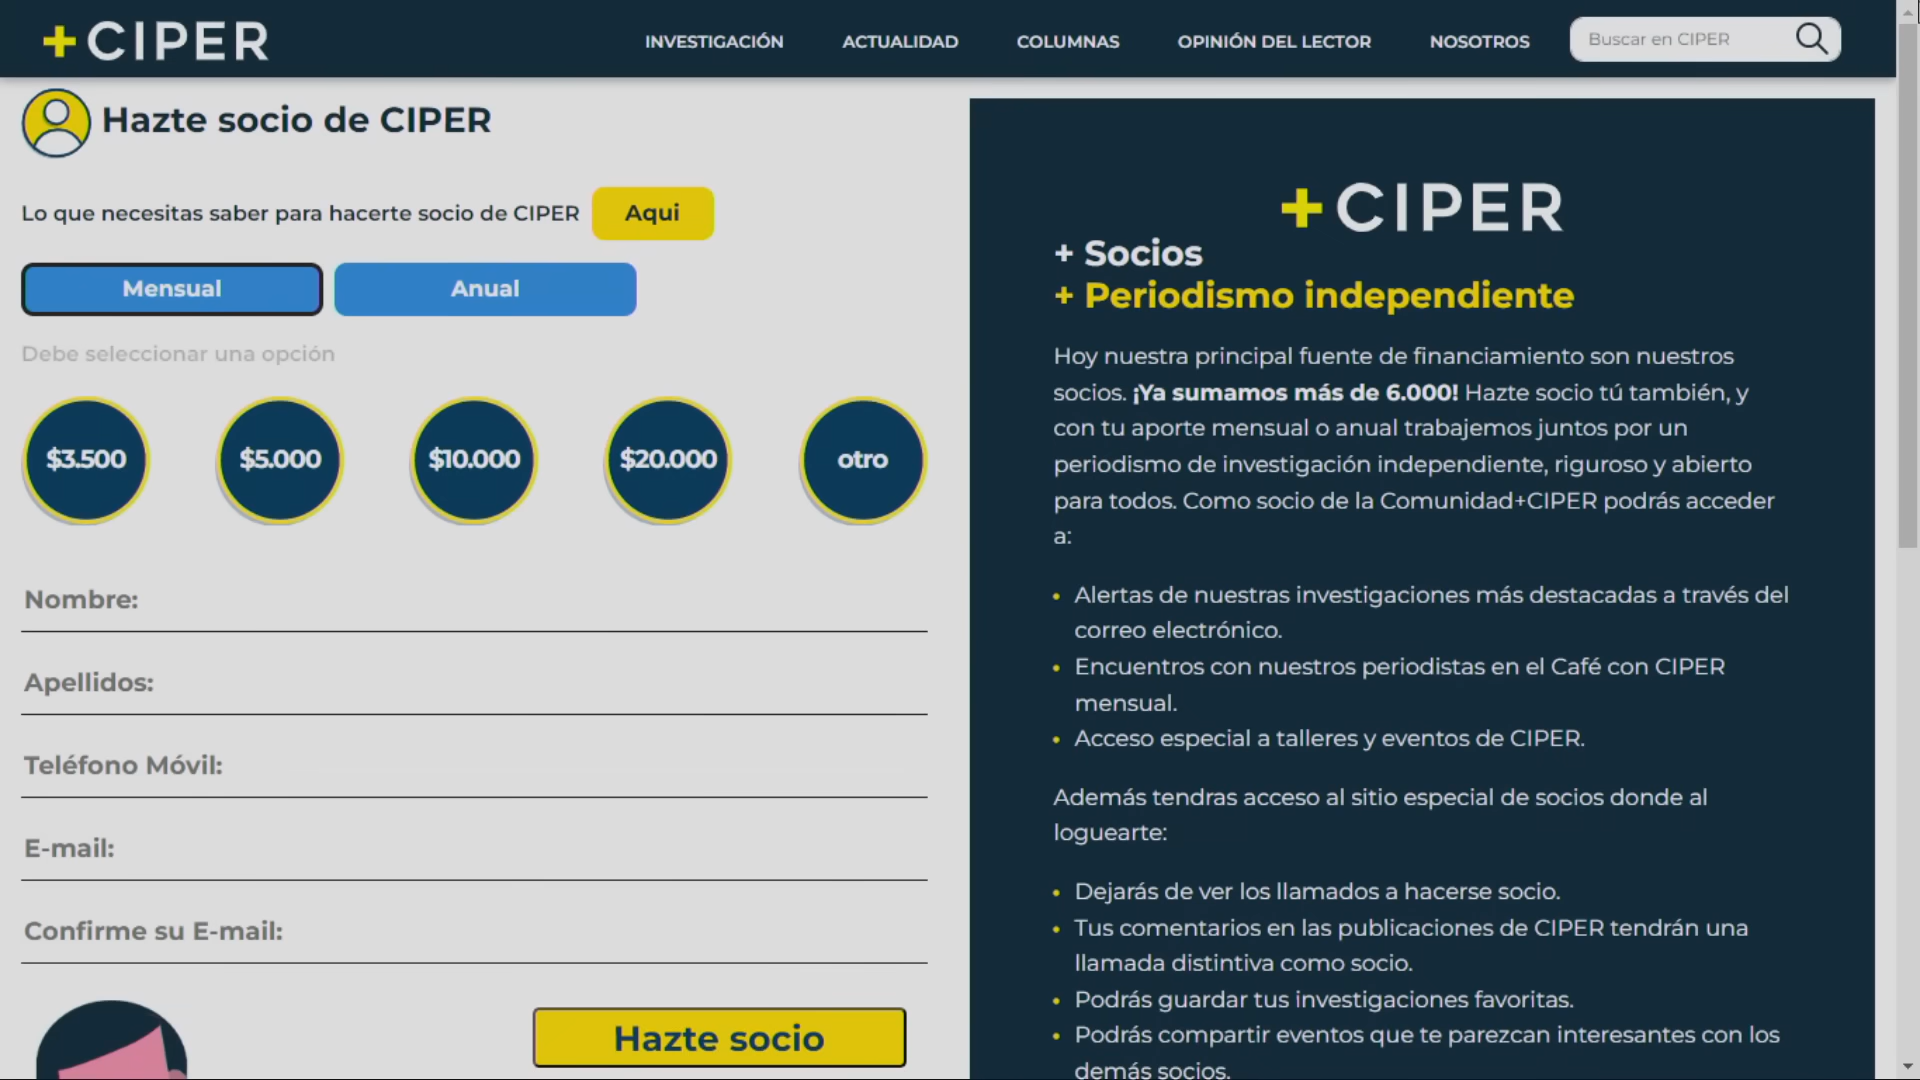 +CIPER
INVESTIGACIÓN
ACTUALIDAD
COLUMNAS
OPINIÓN DEL LECTOR
NOSOTROS
Buscar en CIPER
Hazte socio de CIPER
Lo que necesitas saber para hacerte socio de CIPER
Aqui
Mensual
Anual
Debe seleccionar una opción
$3.500
$5.000
$10.000
$20.000
otro
Nombre:
Apellidos:
Teléfono Móvil:
E-mail:
Confirme su E-mail:
Hazte socio
+CIPER
+ Socios
+ Periodismo independiente
Hoy nuestra principal fuente de financiamiento son nuestros
socios. ¡Ya sumamos más de 6.000! Hazte socio tú también, y
con tu aporte mensual o anual trabajemos juntos por un
periodismo de investigación independiente, riguroso y abierto
para todos. Como socio de la Comunidad+CIPER podrás acceder
a:
• Alertas de nuestras investigaciones más destacadas a través del
correo electrónico.
• Encuentros con nuestros periodistas en el Café con CIPER
mensual.
• Acceso especial a talleres y eventos de CIPER.
Además tendras acceso al sitio especial de socios donde al
loguearte:
• Dejarás de ver los llamados a hacerse socio.
• Tus comentarios en las publicaciones de CIPER tendrán una
llamada distintiva como socio.
• Podrás guardar tus investigaciones favoritas.
• Podrás compartir eventos que te parezcan interesantes con los
demás socios.